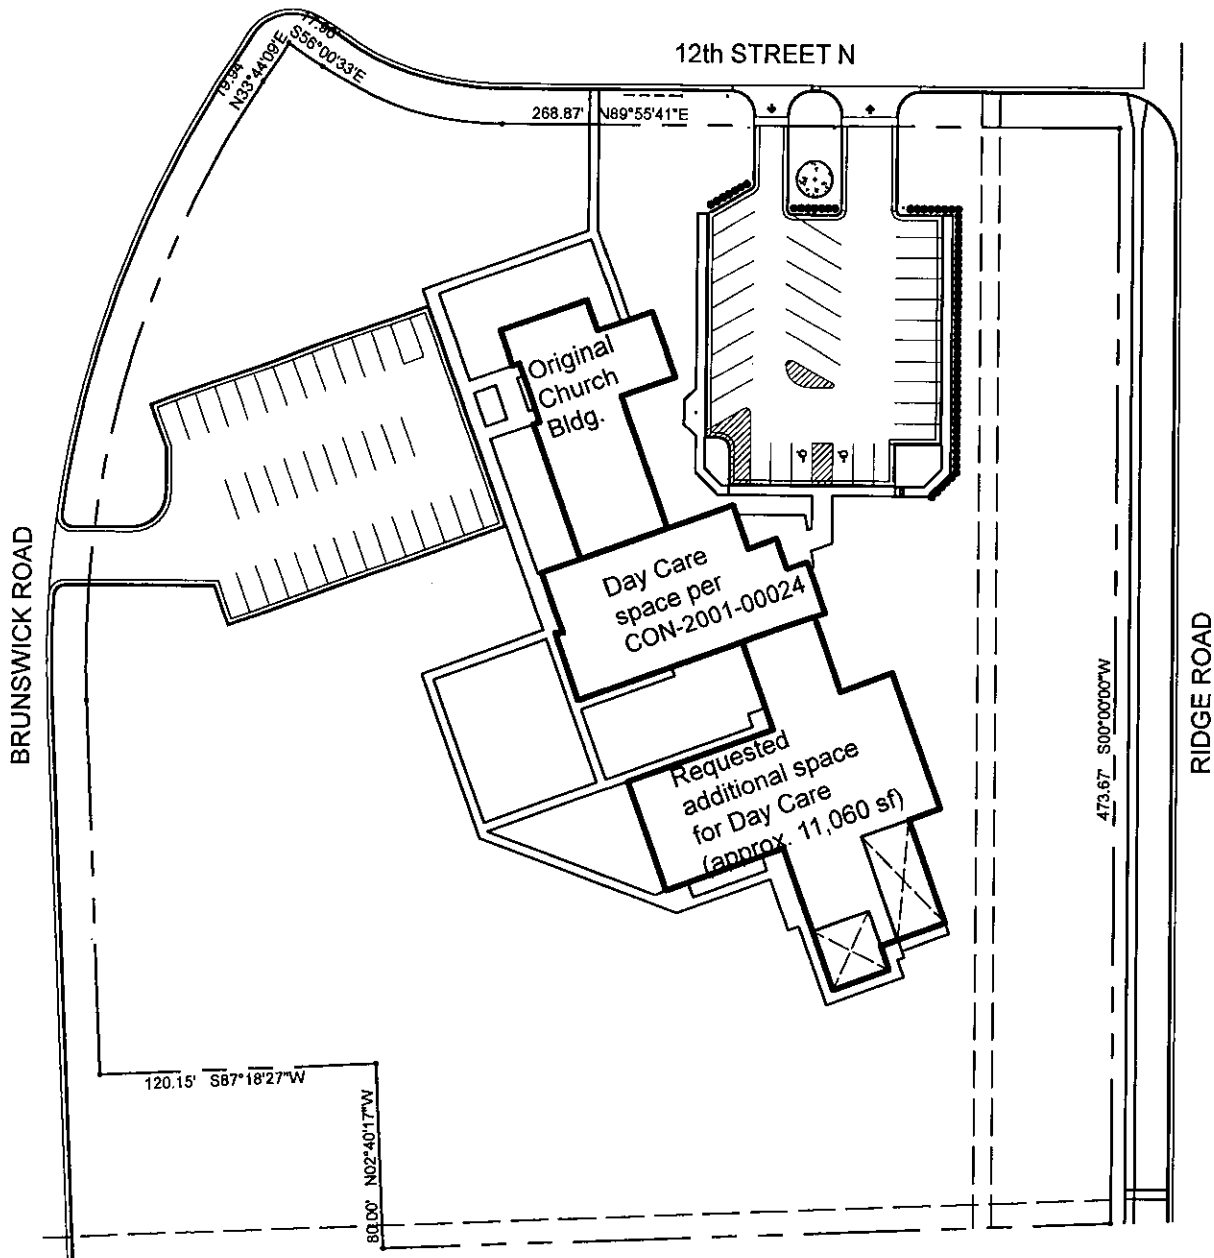 12th STREET N
17.90'
S56°00'33"E
19.94'
N33°44'09"E
268.87' N89°55'41"E
Original
Church
Bldg.
Day Care
space per
CON-2001-00024
BRUNSWICK ROAD
RIDGE ROAD
473.67' S00°00'00"W
Requested
additional space
for Day Care
(approx. 11,060 sf)
120.15' S87°18'27"W
80.00' N02°40'17"W